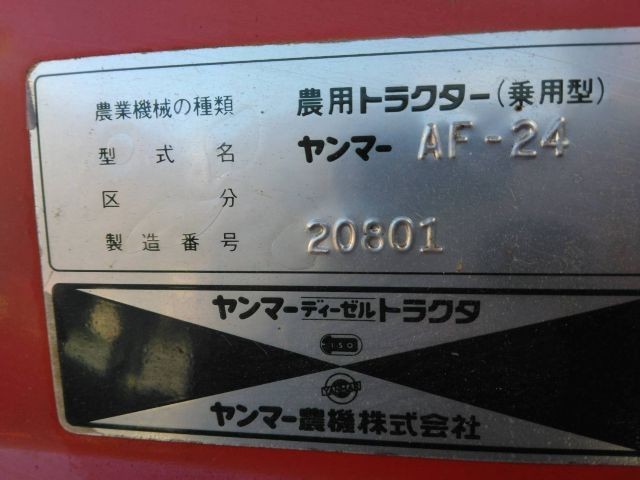 農業機械の種類 農用トラクター(乗用型)
型式名 ヤンマー AF-24
区分
製造番号 20801
ヤンマーディーゼルトラクタ
ISO
YANMAR
ヤンマー農機株式会社